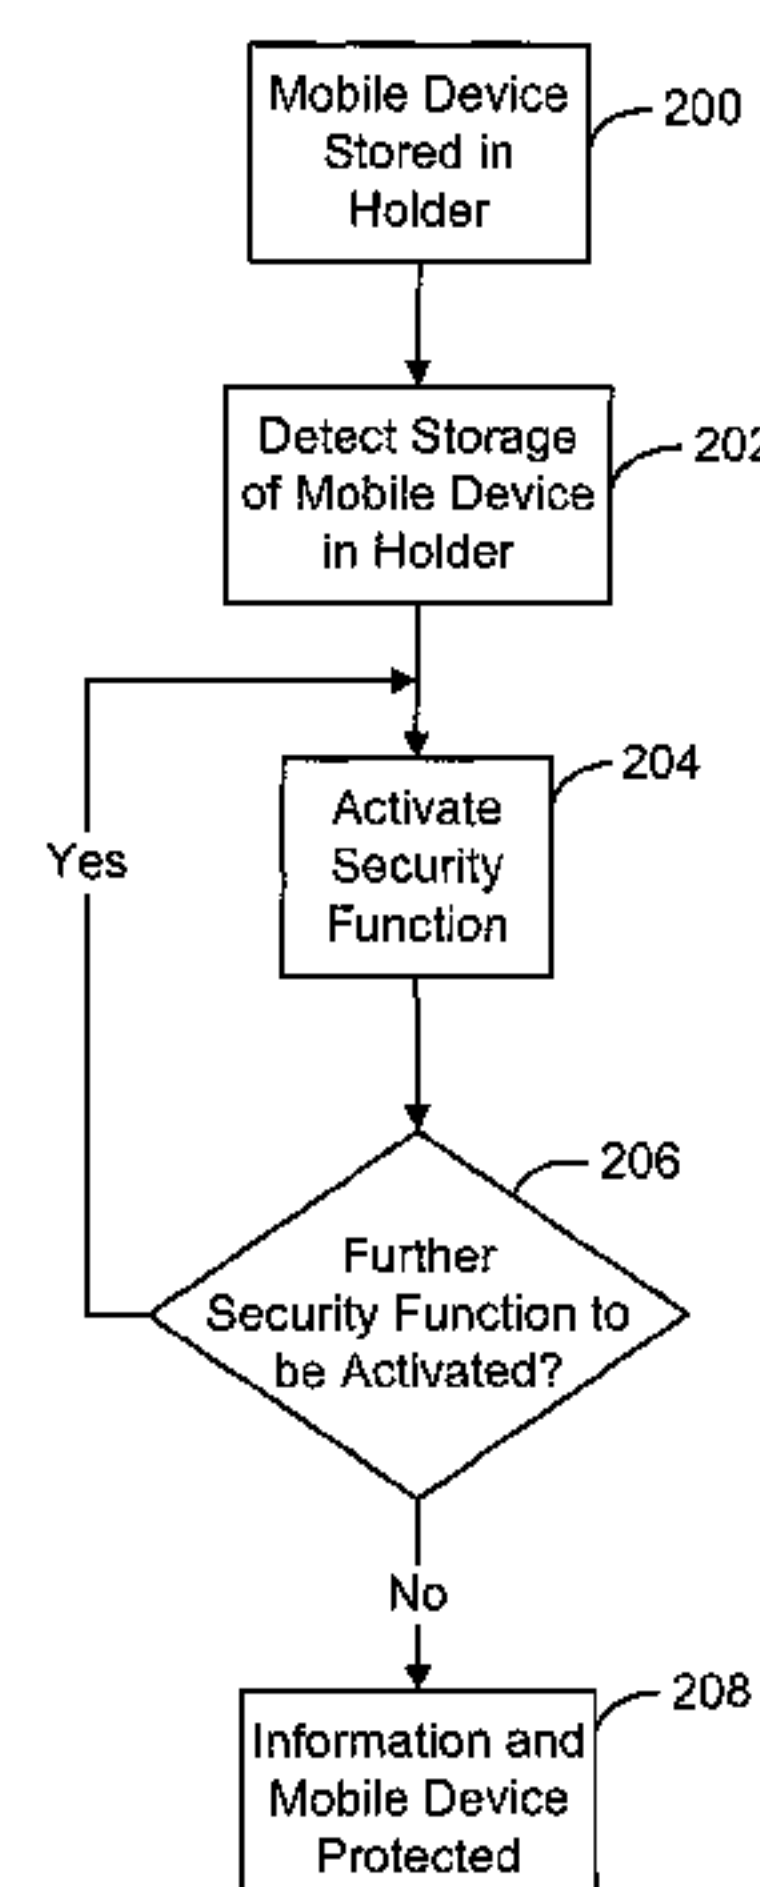 Mobile Device
Stored in
Holder
200
Detect Storage
of Mobile Device
in Holder
202
Activate
Security
Function
204
Yes
Further
Security Function to
be Activated?
206
No
Information and
Mobile Device
Protected
208